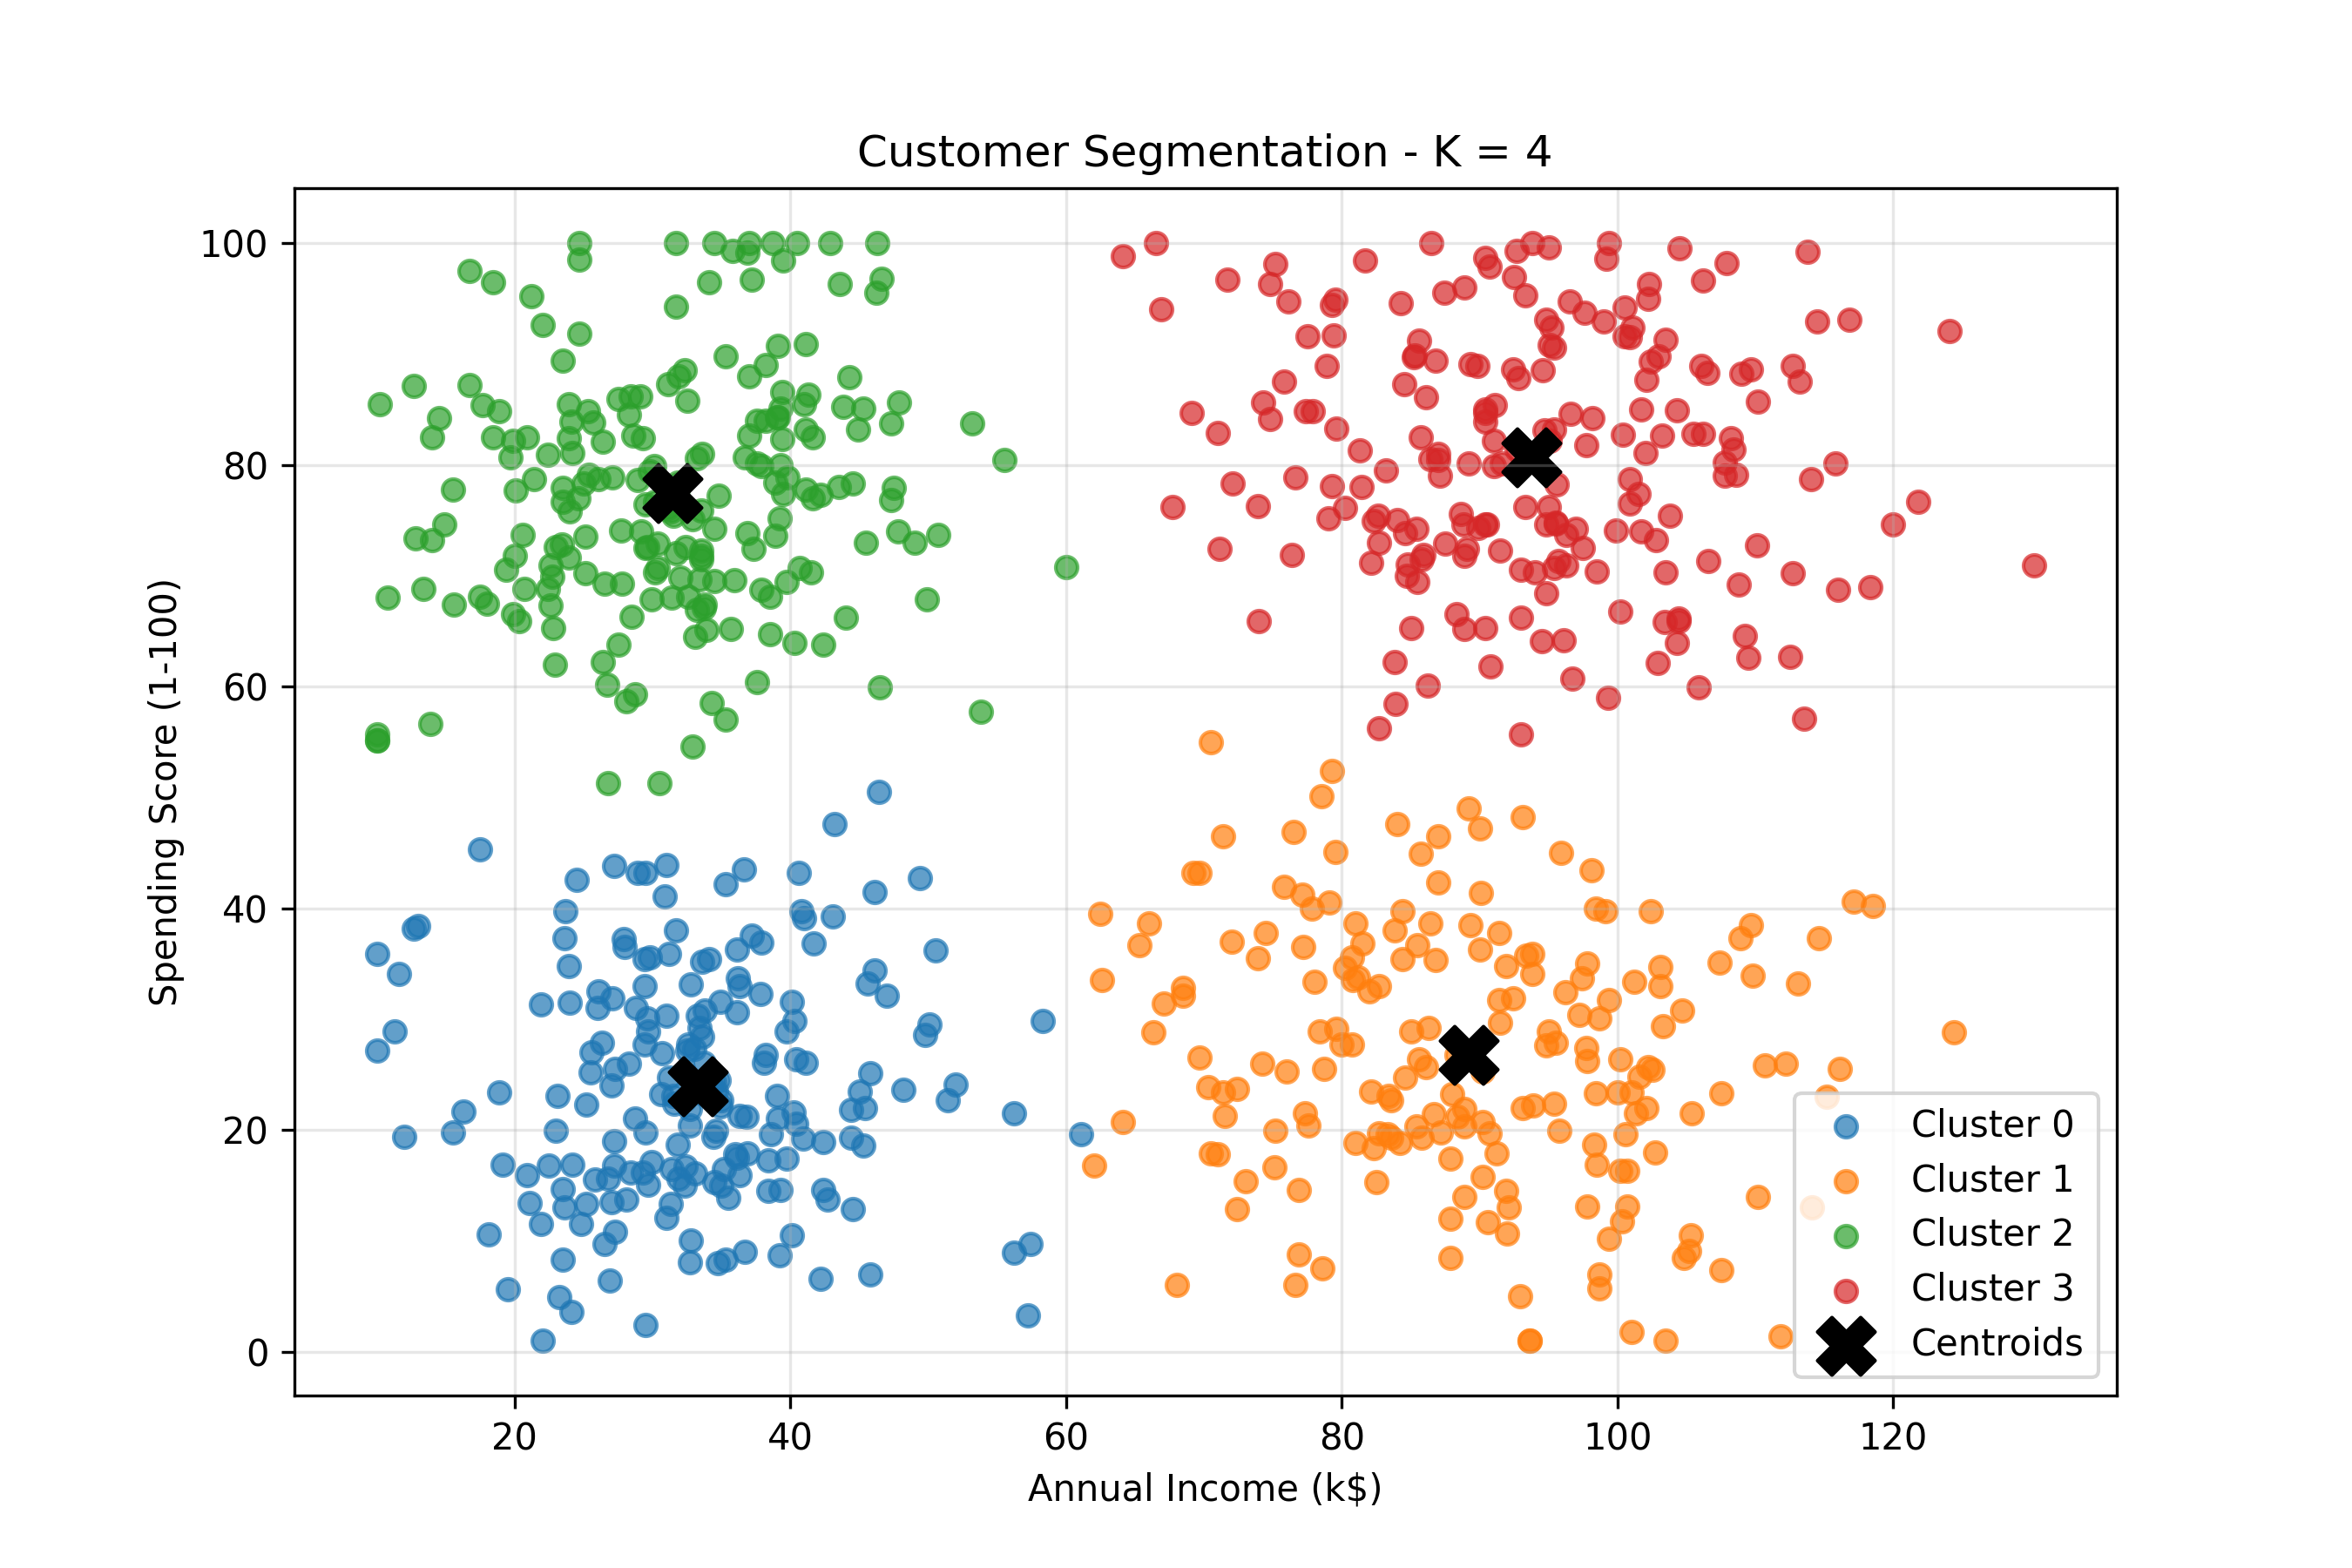 Customer Segmentation - K = 4
Spending Score (1-100)
100
80
60
40
20
0
20 40 60 80 100 120
Annual Income (k$)
Cluster 0
Cluster 1
Cluster 2
Cluster 3
Centroids